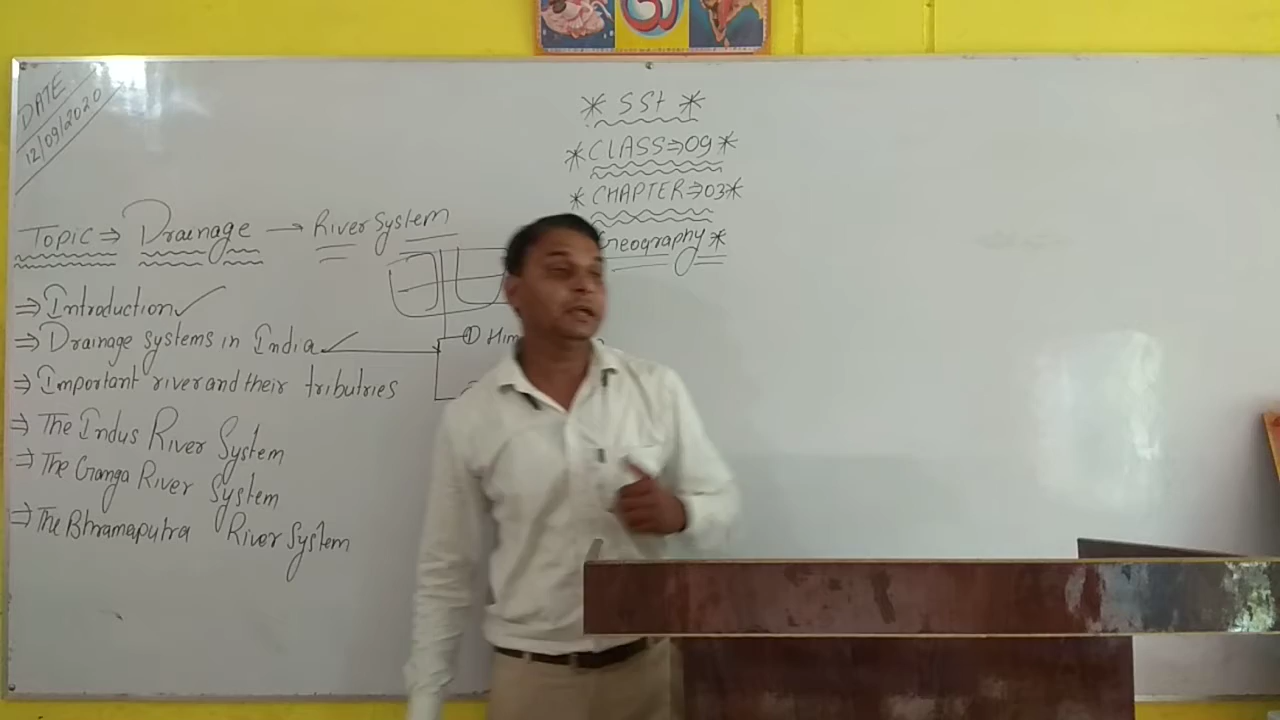 DATE
12/09/2020
* SSt *
* CLASS⇒09 *
* CHAPTER⇒03 *
Geography *
Topic ⇒ Drainage → River System
⇒ Introduction ✓
⇒ Drainage systems in India
① Him
⇒ Important river and their tributries
⇒ The Indus River System
⇒ The Ganga River System
⇒ The Bhramaputra River System